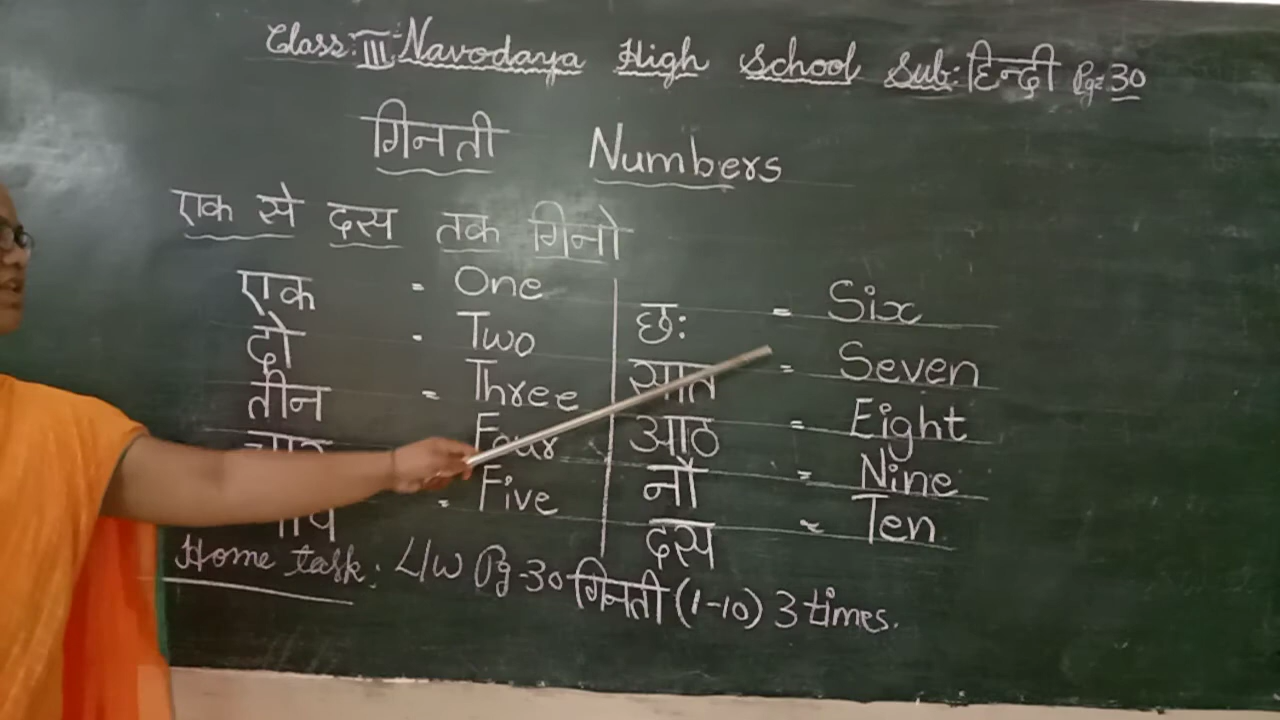 Class: III Navodaya High School Sub: हिन्दी Pg= 30
गिनती Numbers
एक से दस तक गिनो
एक = One
दो = Two
तीन = Three
= Four
= Five
छः = Six
सात = Seven
आठ = Eight
नौ = Nine
दस = Ten
Home task: L/W Pg-30 गिनती (1-10) 3 times.